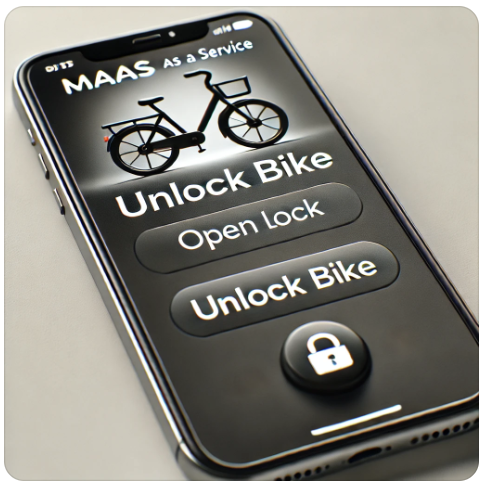 MAAS As a Service
Unlock Bike
Open Lock
Unlock Bike